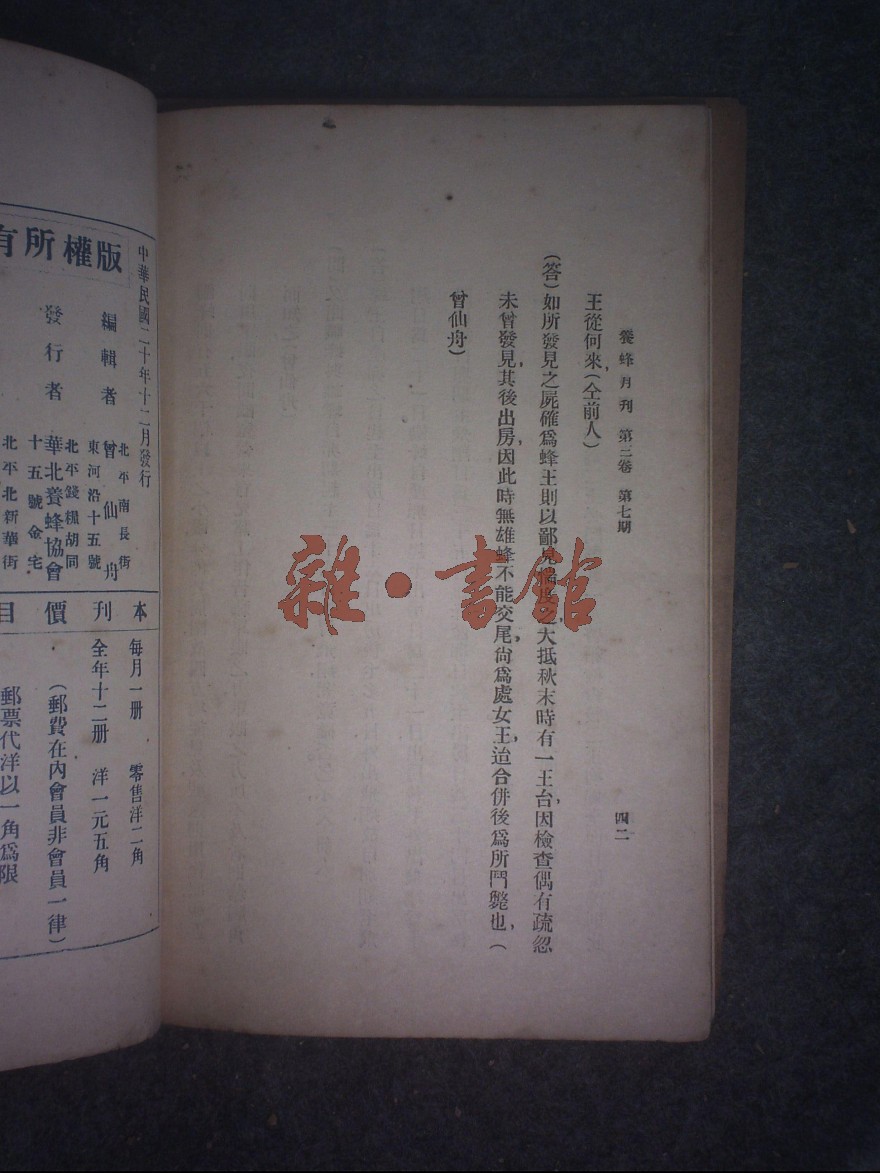 養蜂月刊 第三卷 第七期 四二
王從何來，（仝前人）
（答）如所發見之屍確爲蜂王則以鄙見 之，大抵秋末時有一王台，因檢查偶有疏忽
未曾發見，其後出房，因此時無雄蜂不能交尾，尙爲處女王，迨合併後爲所鬥斃也，（
曾仙舟）
雜·書館
中華民國二十年十二月發行
版權所有
編輯者 曾仙舟
北平南長街
東河沿十五號
發行者 華北養蜂協會
北平錢糧胡同
十五號金宅
北平北新華街
本刊價目
每月一册 零售洋二角
全年十二册 洋一元五角
（郵費在內會員非會員一律）
郵票代洋以一角爲限